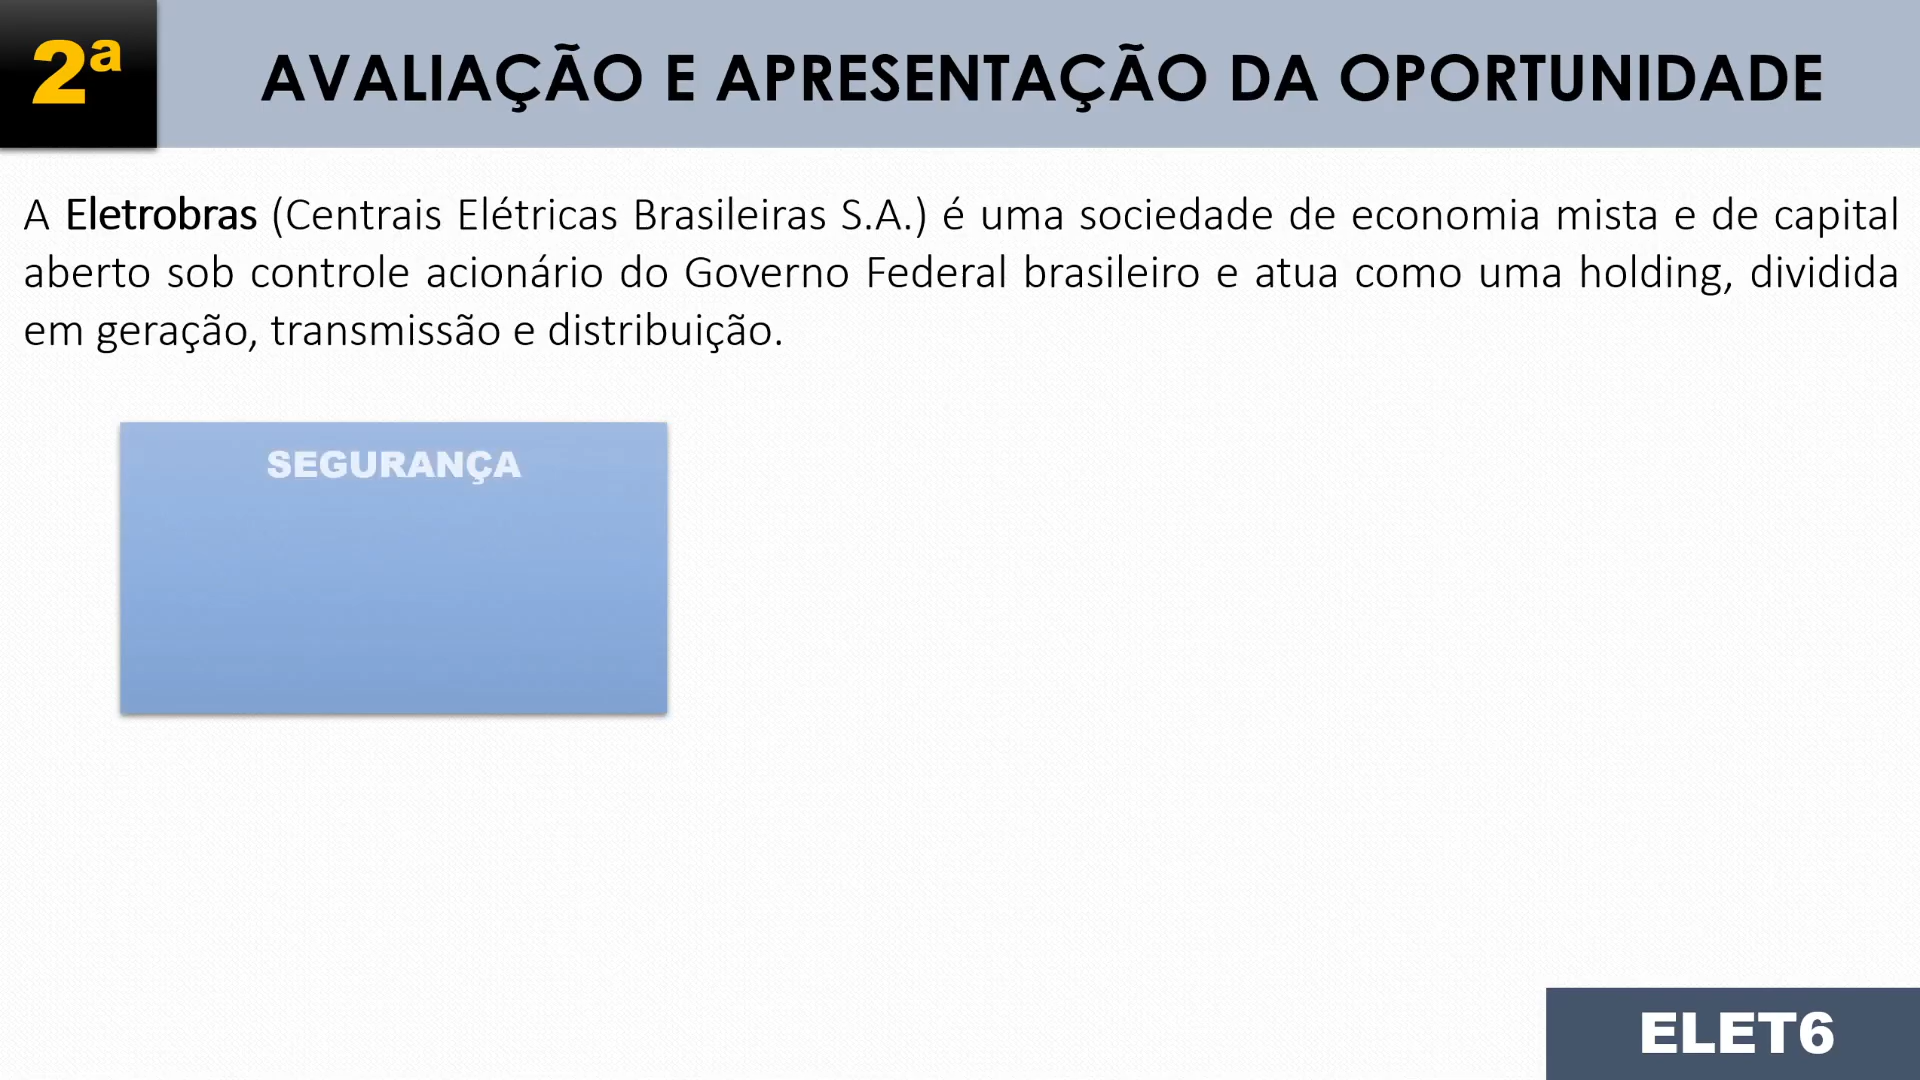 2ª
AVALIAÇÃO E APRESENTAÇÃO DA OPORTUNIDADE
A Eletrobras (Centrais Elétricas Brasileiras S.A.) é uma sociedade de economia mista e de capital
aberto sob controle acionário do Governo Federal brasileiro e atua como uma holding, dividida
em geração, transmissão e distribuição.
SEGURANÇA
ELET6